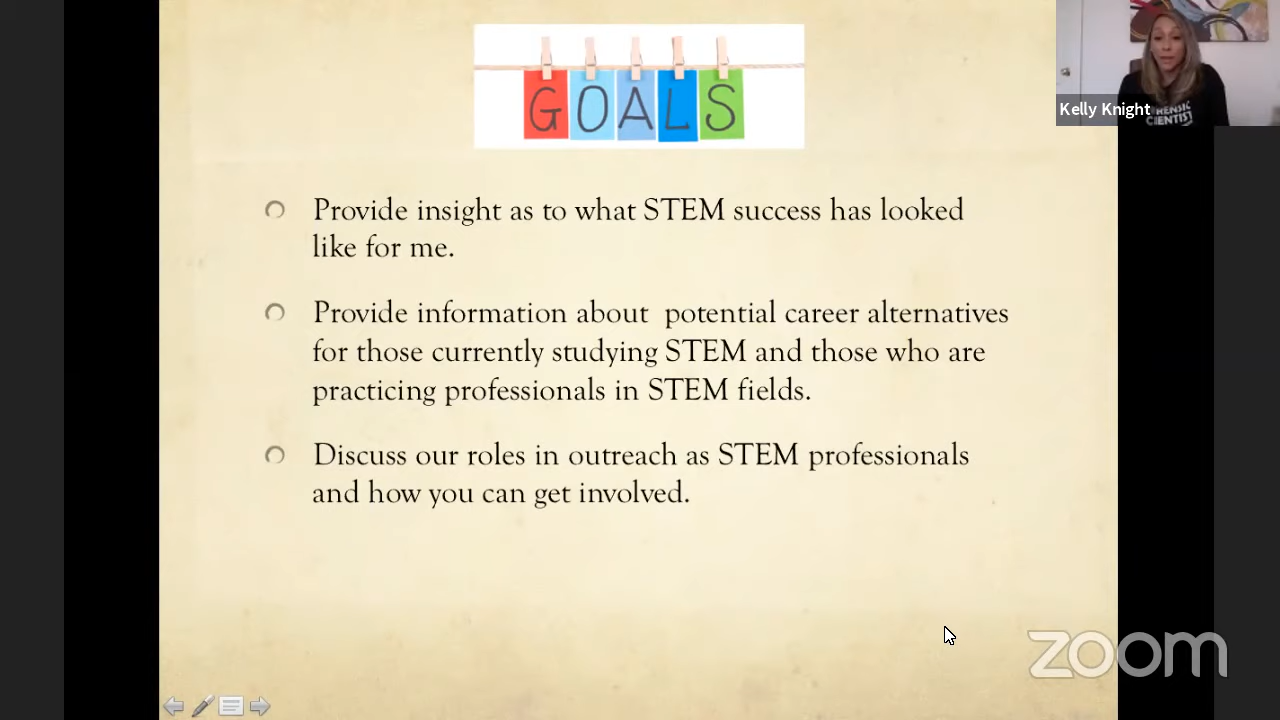 GOALS
Kelly Knight
SCIENTIST
Provide insight as to what STEM success has looked
like for me.
Provide information about potential career alternatives
for those currently studying STEM and those who are
practicing professionals in STEM fields.
Discuss our roles in outreach as STEM professionals
and how you can get involved.
zoom